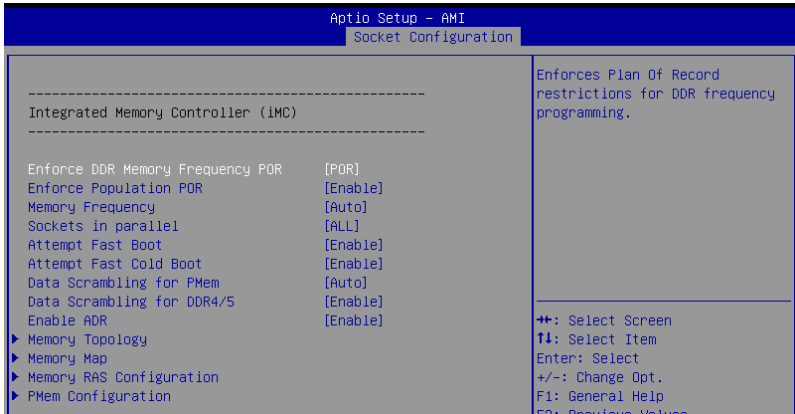 Aptio Setup - AMI
Socket Configuration
------------------------------------------------
Integrated Memory Controller (iMC)
------------------------------------------------
Enforce DDR Memory Frequency POR [POR]
Enforce Population POR [Enable]
Memory Frequency [Auto]
Sockets in parallel [ALL]
Attempt Fast Boot [Enable]
Attempt Fast Cold Boot [Enable]
Data Scrambling for PMem [Auto]
Data Scrambling for DDR4/5 [Enable]
Enable ADR [Enable]
Memory Topology
Memory Map
Memory RAS Configuration
PMem Configuration
Enforces Plan Of Record
restrictions for DDR frequency
programming.
→←: Select Screen
↑↓: Select Item
Enter: Select
+/-: Change Opt.
F1: General Help
F2: Previous Values